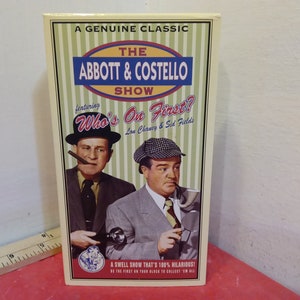 A GENUINE CLASSIC
THE
ABBOTT & COSTELLO
SHOW
featuring
Who's On First?
Lon Chaney & Sid Fields
A SWELL SHOW THAT'S 100% HILARIOUS!
BE THE FIRST ON YOUR BLOCK TO COLLECT 'EM ALL